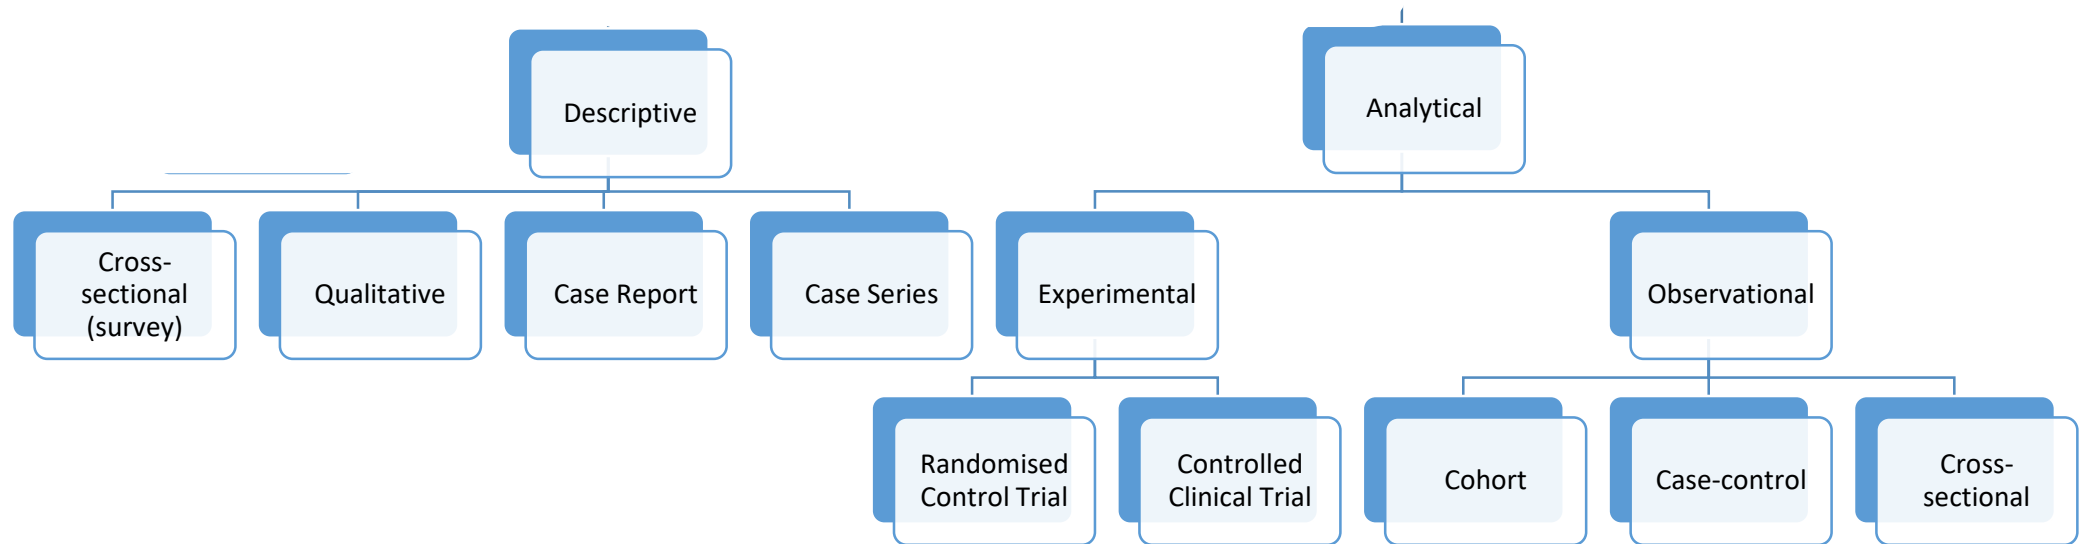 Descriptive
Analytical
Cross-
sectional
(survey)
Qualitative
Case Report
Case Series
Experimental
Observational
Randomised
Control Trial
Controlled
Clinical Trial
Cohort
Case-control
Cross-
sectional